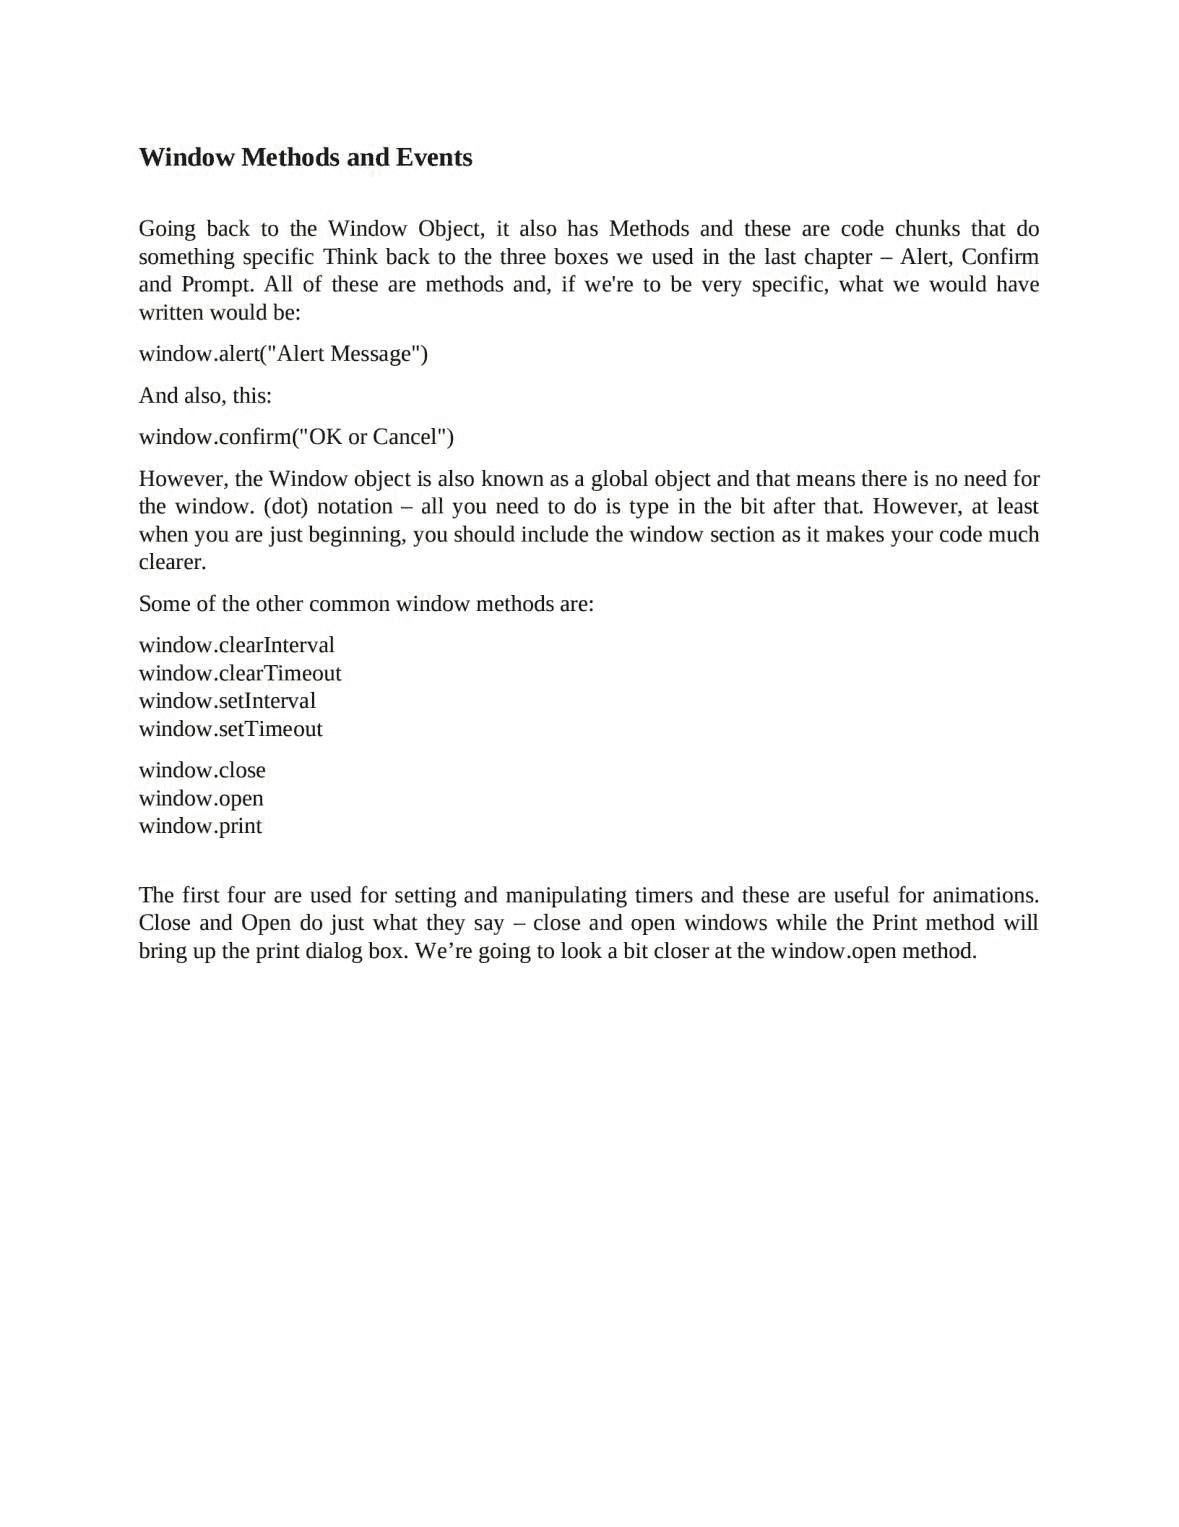 Window Methods and Events
Going back to the Window Object, it also has Methods and these are code chunks that do
something specific Think back to the three boxes we used in the last chapter – Alert, Confirm
and Prompt. All of these are methods and, if we're to be very specific, what we would have
written would be:
window.alert("Alert Message")
And also, this:
window.confirm("OK or Cancel")
However, the Window object is also known as a global object and that means there is no need for
the window. (dot) notation – all you need to do is type in the bit after that. However, at least
when you are just beginning, you should include the window section as it makes your code much
clearer.
Some of the other common window methods are:
window.clearInterval
window.clearTimeout
window.setInterval
window.setTimeout
window.close
window.open
window.print
The first four are used for setting and manipulating timers and these are useful for animations.
Close and Open do just what they say – close and open windows while the Print method will
bring up the print dialog box. We’re going to look a bit closer at the window.open method.